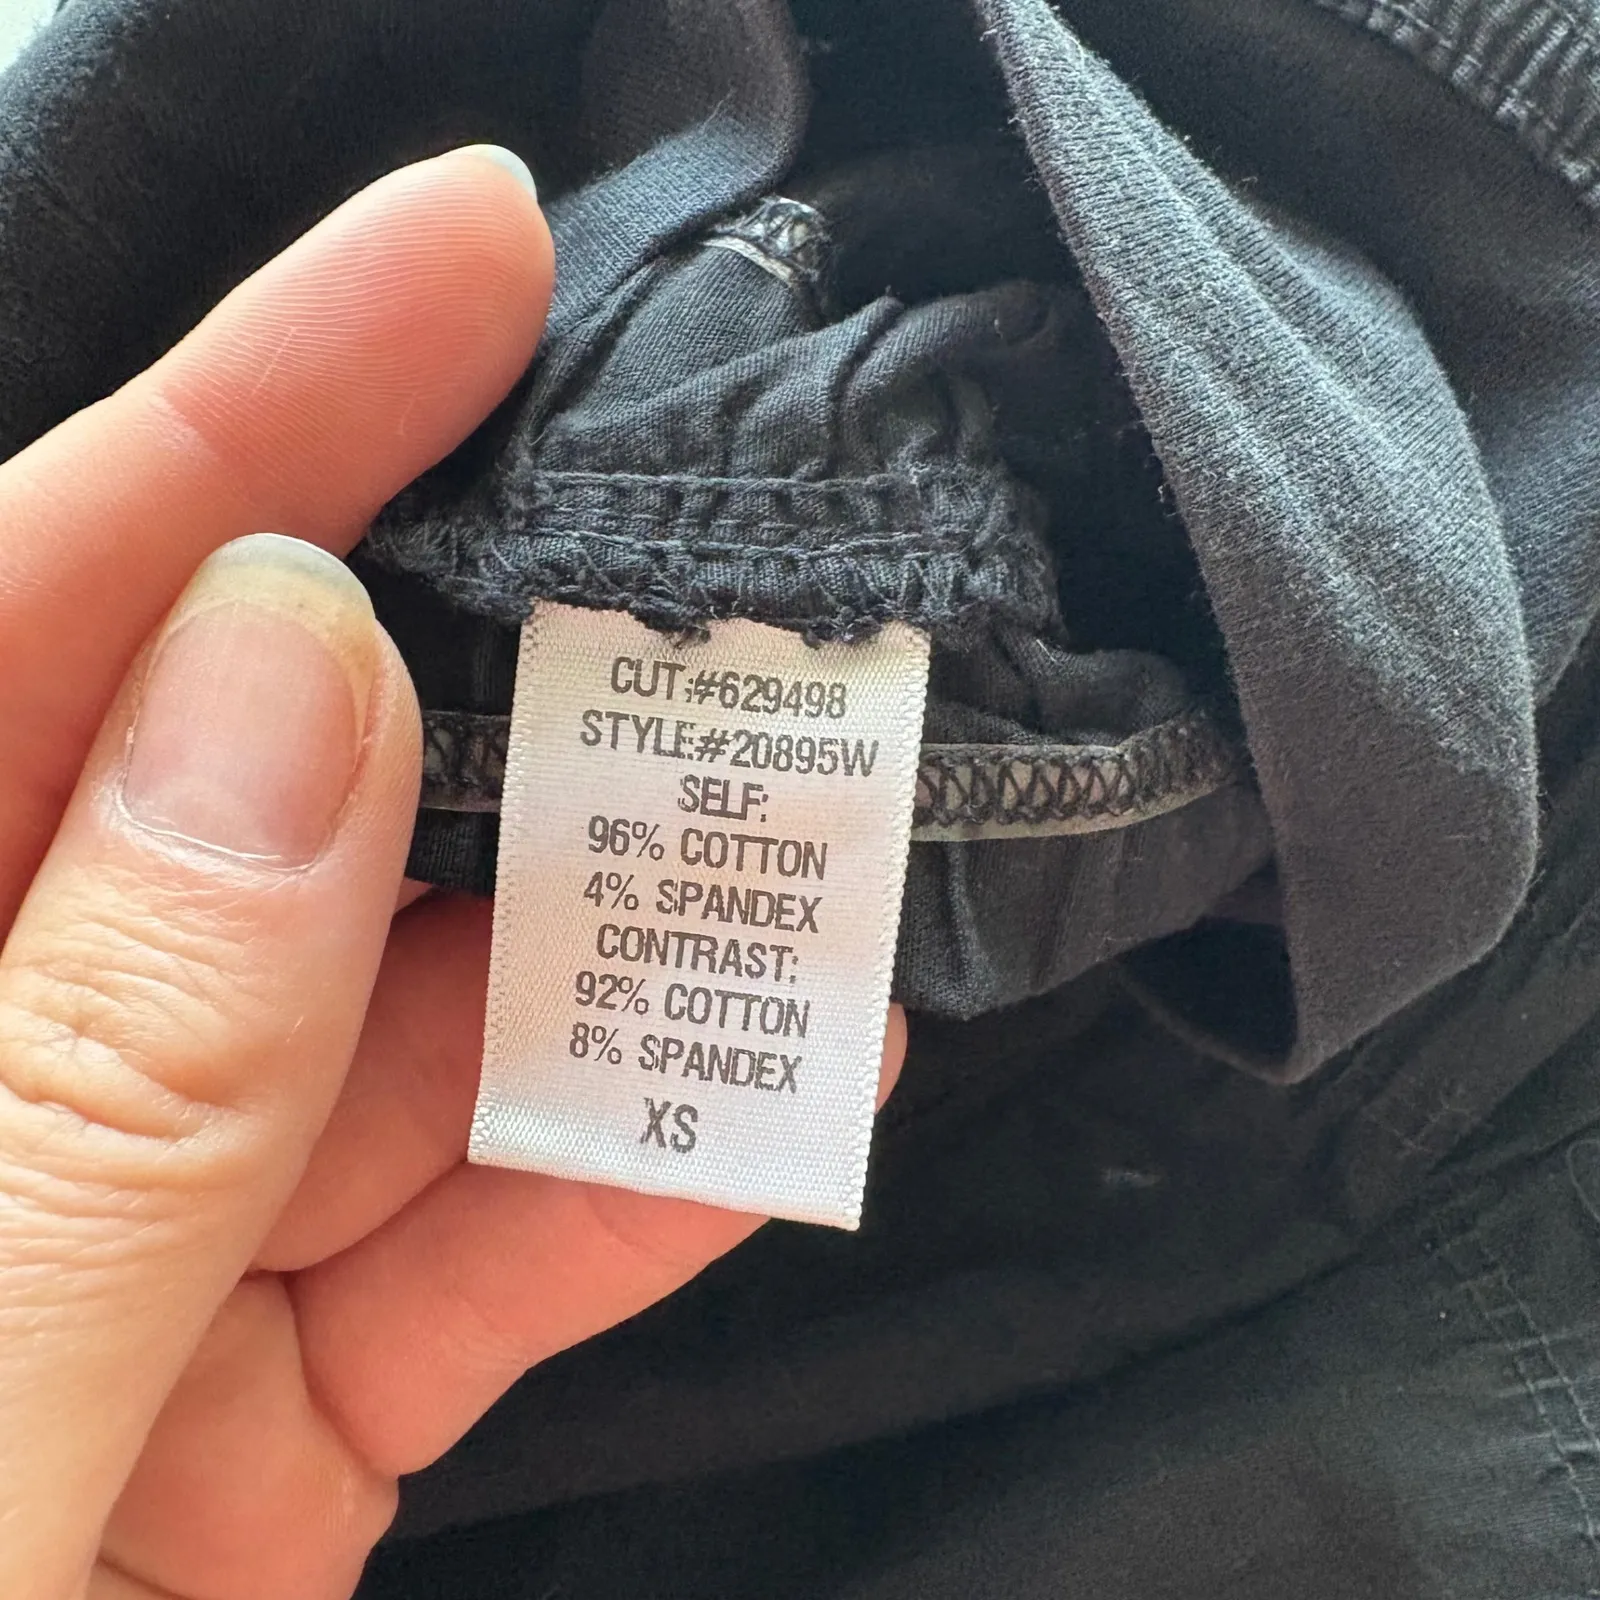 CUT;#629498
STYLE#20895W
SELF:
96% COTTON
4% SPANDEX
CONTRAST:
92% COTTON
8% SPANDEX
XS